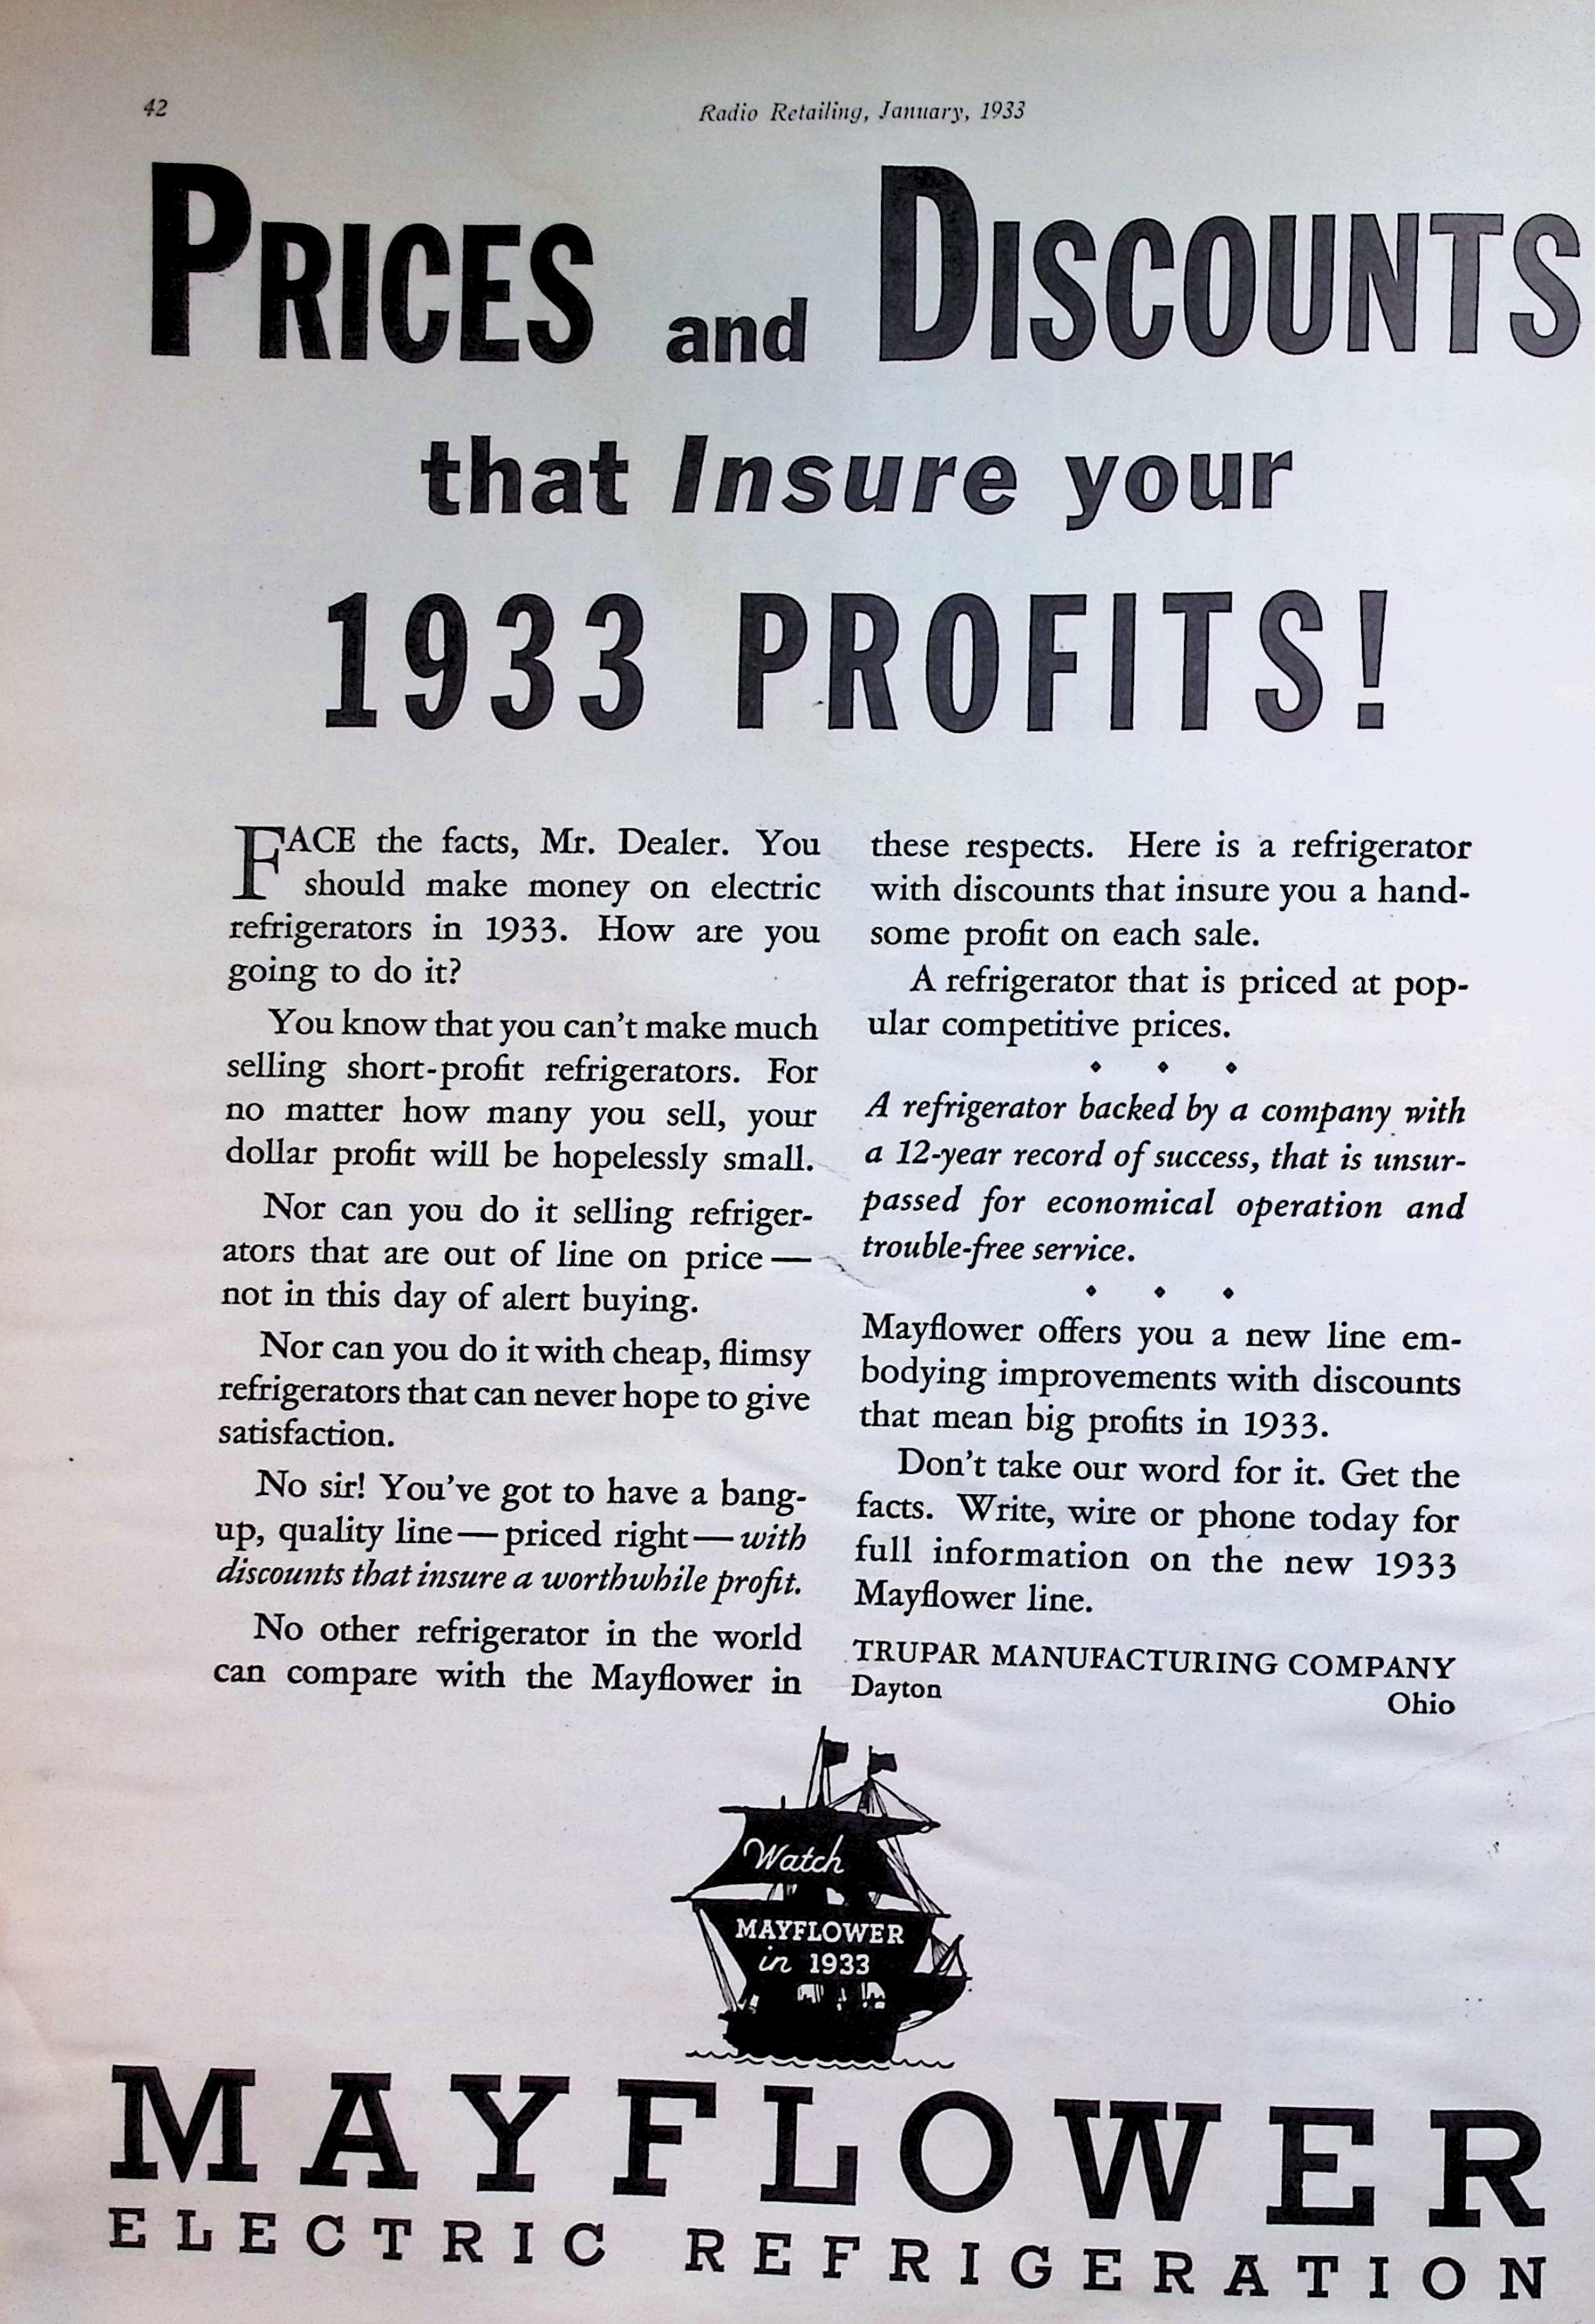 42
Radio Retailing, January, 1933
PRICES and DISCOUNTS
that Insure your
1933 PROFITS!
FACE the facts, Mr. Dealer. You
should make money on electric
refrigerators in 1933. How are you
going to do it?
You know that you can't make much
selling short-profit refrigerators. For
no matter how many you sell, your
dollar profit will be hopelessly small.
Nor can you do it selling refriger-
ators that are out of line on price—
not in this day of alert buying.
Nor can you do it with cheap, flimsy
refrigerators that can never hope to give
satisfaction.
No sir! You've got to have a bang-
up, quality line—priced right—with
discounts that insure a worthwhile profit.
No other refrigerator in the world
can compare with the Mayflower in
these respects. Here is a refrigerator
with discounts that insure you a hand-
some profit on each sale.
A refrigerator that is priced at pop-
ular competitive prices.
A refrigerator backed by a company with
a 12-year record of success, that is unsur-
passed for economical operation and
trouble-free service.
Mayflower offers you a new line em-
bodying improvements with discounts
that mean big profits in 1933.
Don't take our word for it. Get the
facts. Write, wire or phone today for
full information on the new 1933
Mayflower line.
TRUPAR MANUFACTURING COMPANY
Dayton Ohio
Watch
MAYFLOWER
in 1933
MAYFLOWER
ELECTRIC REFRIGERATION